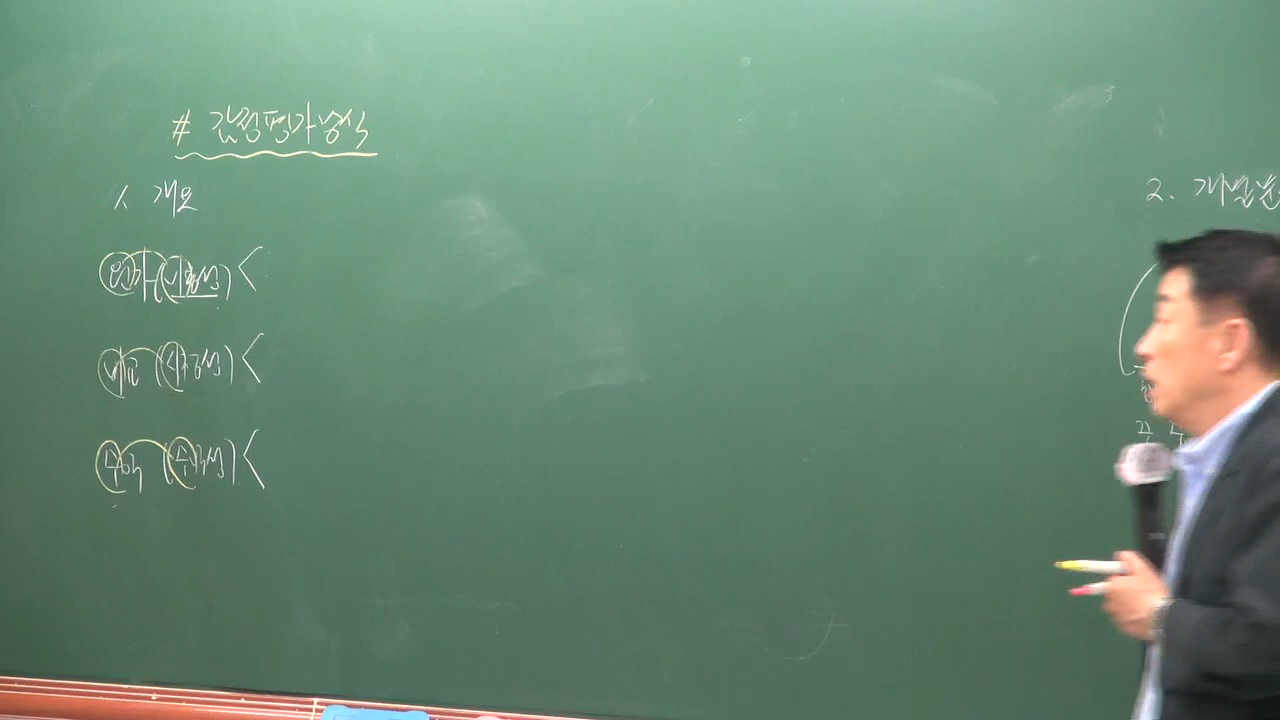 # 감정평가방식
1. 개요
원가 (비용성) <
비교 (시장성) <
수익 (수익성) <
2. 개별